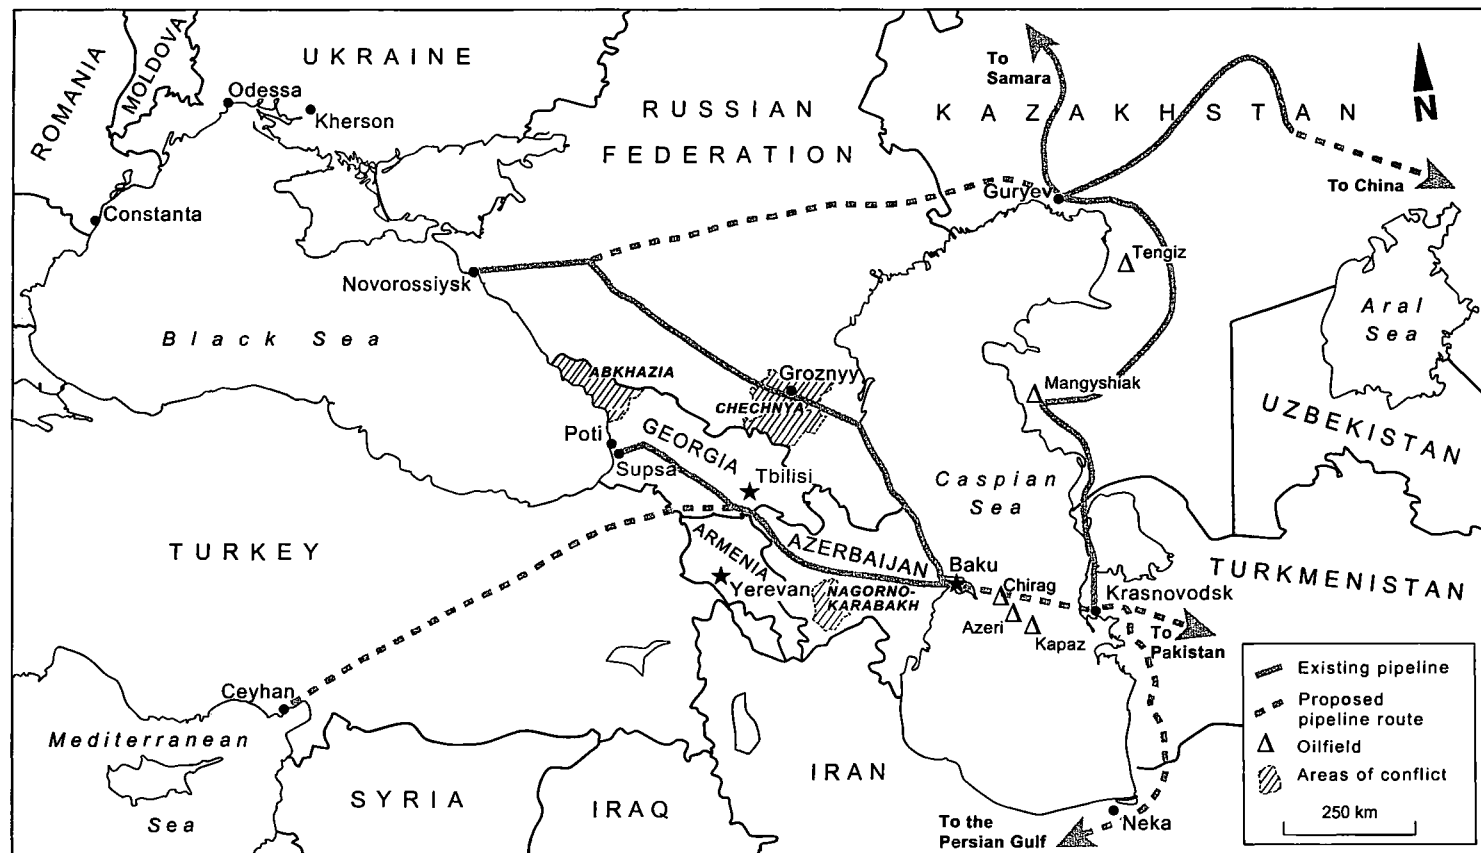 ROMANIA
MOLDOVA
UKRAINE
Odessa
Kherson
Constanta
RUSSIAN
FEDERATION
To
Samara
KAZAKHSTAN
N
To China
Guryev
Tengiz
Novorossiysk
Black Sea
Aral
Sea
ABKHAZIA
Groznyy
CHECHNYA
Mangyshiak
UZBEKISTAN
Poti
GEORGIA
Supsa
Tbilisi
Caspian
Sea
TURKEY
ARMENIA
AZERBAIJAN
Baku
Chirag
Krasnovodsk
TURKMENISTAN
Yerevan
NAGORNO-
KARABAKH
Azeri
Kapaz
To
Pakistan
Ceyhan
Mediterranean
Sea
SYRIA
IRAQ
IRAN
To the
Persian Gulf
Neka
Existing pipeline
Proposed
pipeline route
Oilfield
Areas of conflict
250 km